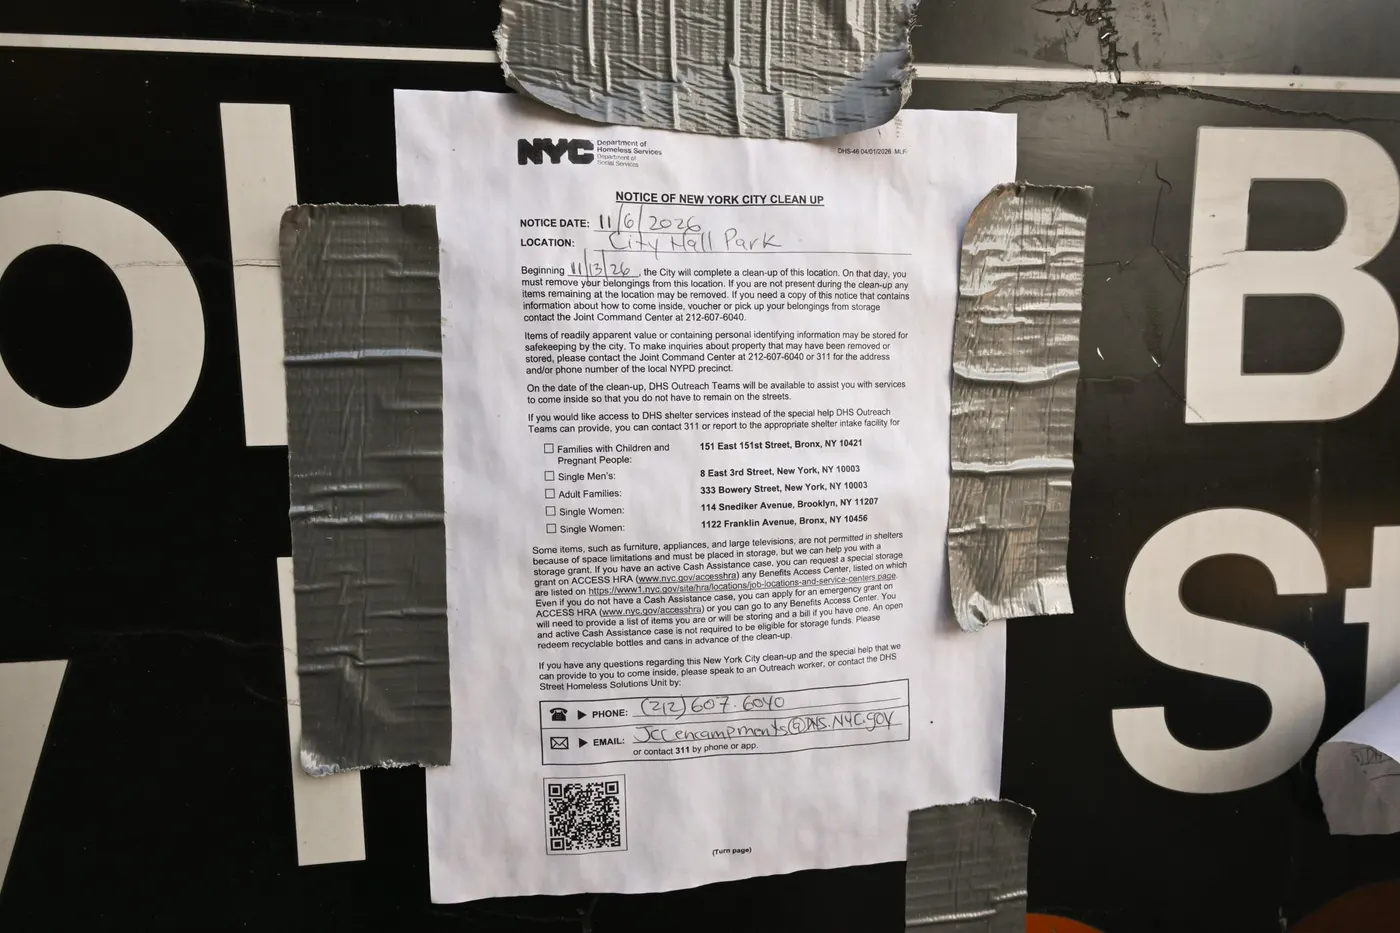 NYC Department of
Homeless Services
Department of
Social Services
DHS-46 04/01/2026 MLF
NOTICE OF NEW YORK CITY CLEAN UP
NOTICE DATE: 11/6/2026
LOCATION: City Hall Park
Beginning 11/13/26, the City will complete a clean-up of this location. On that day, you
must remove your belongings from this location. If you are not present during the clean-up any
items remaining at the location may be removed. If you need a copy of this notice that contains
information about how to come inside, voucher or pick up your belongings from storage
contact the Joint Command Center at 212-607-6040.
Items of readily apparent value or containing personal identifying information may be stored for
safekeeping by the city. To make inquiries about property that may have been removed or
stored, please contact the Joint Command Center at 212-607-6040 or 311 for the address
and/or phone number of the local NYPD precinct.
On the date of the clean-up, DHS Outreach Teams will be available to assist you with services
to come inside so that you do not have to remain on the streets.
If you would like access to DHS shelter services instead of the special help DHS Outreach
Teams can provide, you can contact 311 or report to the appropriate shelter intake facility for
Families with Children and 151 East 151st Street, Bronx, NY 10421
Pregnant People:
Single Men's: 8 East 3rd Street, New York, NY 10003
Adult Families: 333 Bowery Street, New York, NY 10003
Single Women: 114 Snediker Avenue, Brooklyn, NY 11207
Single Women: 1122 Franklin Avenue, Bronx, NY 10456
Some items, such as furniture, appliances, and large televisions, are not permitted in shelters
because of space limitations and must be placed in storage, but we can help you with a
storage grant. If you have an active Cash Assistance case, you can request a special storage
grant on ACCESS HRA (www.nyc.gov/accesshra) any Benefits Access Center, listed on which
are listed on https://www1.nyc.gov/site/hra/locations/job-locations-and-service-centers.page.
Even if you do not have a Cash Assistance case, you can apply for an emergency grant on
ACCESS HRA (www.nyc.gov/accesshra) or you can go to any Benefits Access Center. You
will need to provide a list of items you are or will be storing and a bill if you have one. An open
and active Cash Assistance case is not required to be eligible for storage funds. Please
redeem recyclable bottles and cans in advance of the clean-up.
If you have any questions regarding this New York City clean-up and the special help that we
can provide to you to come inside, please speak to an Outreach worker, or contact the DHS
Street Homeless Solutions Unit by:
PHONE: (212) 607-6040
EMAIL: JCCencampments@DHS.NYC.gov
or contact 311 by phone or app.
(Turn page)
B
St